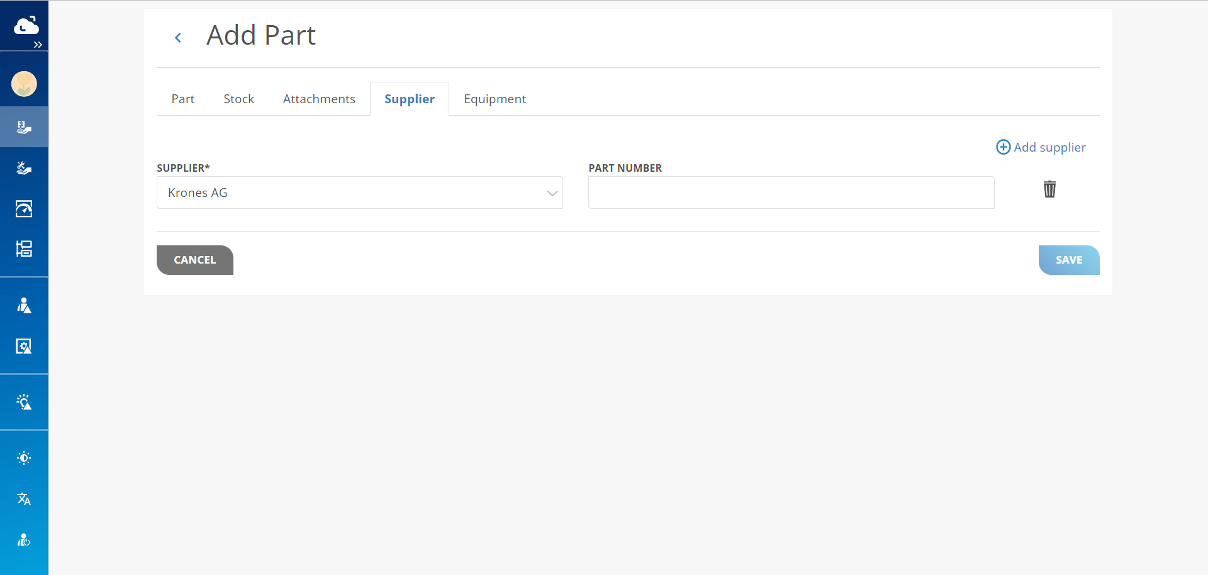 Add Part
Part Stock Attachments Supplier Equipment
Add supplier
SUPPLIER* PART NUMBER
Krones AG
CANCEL SAVE